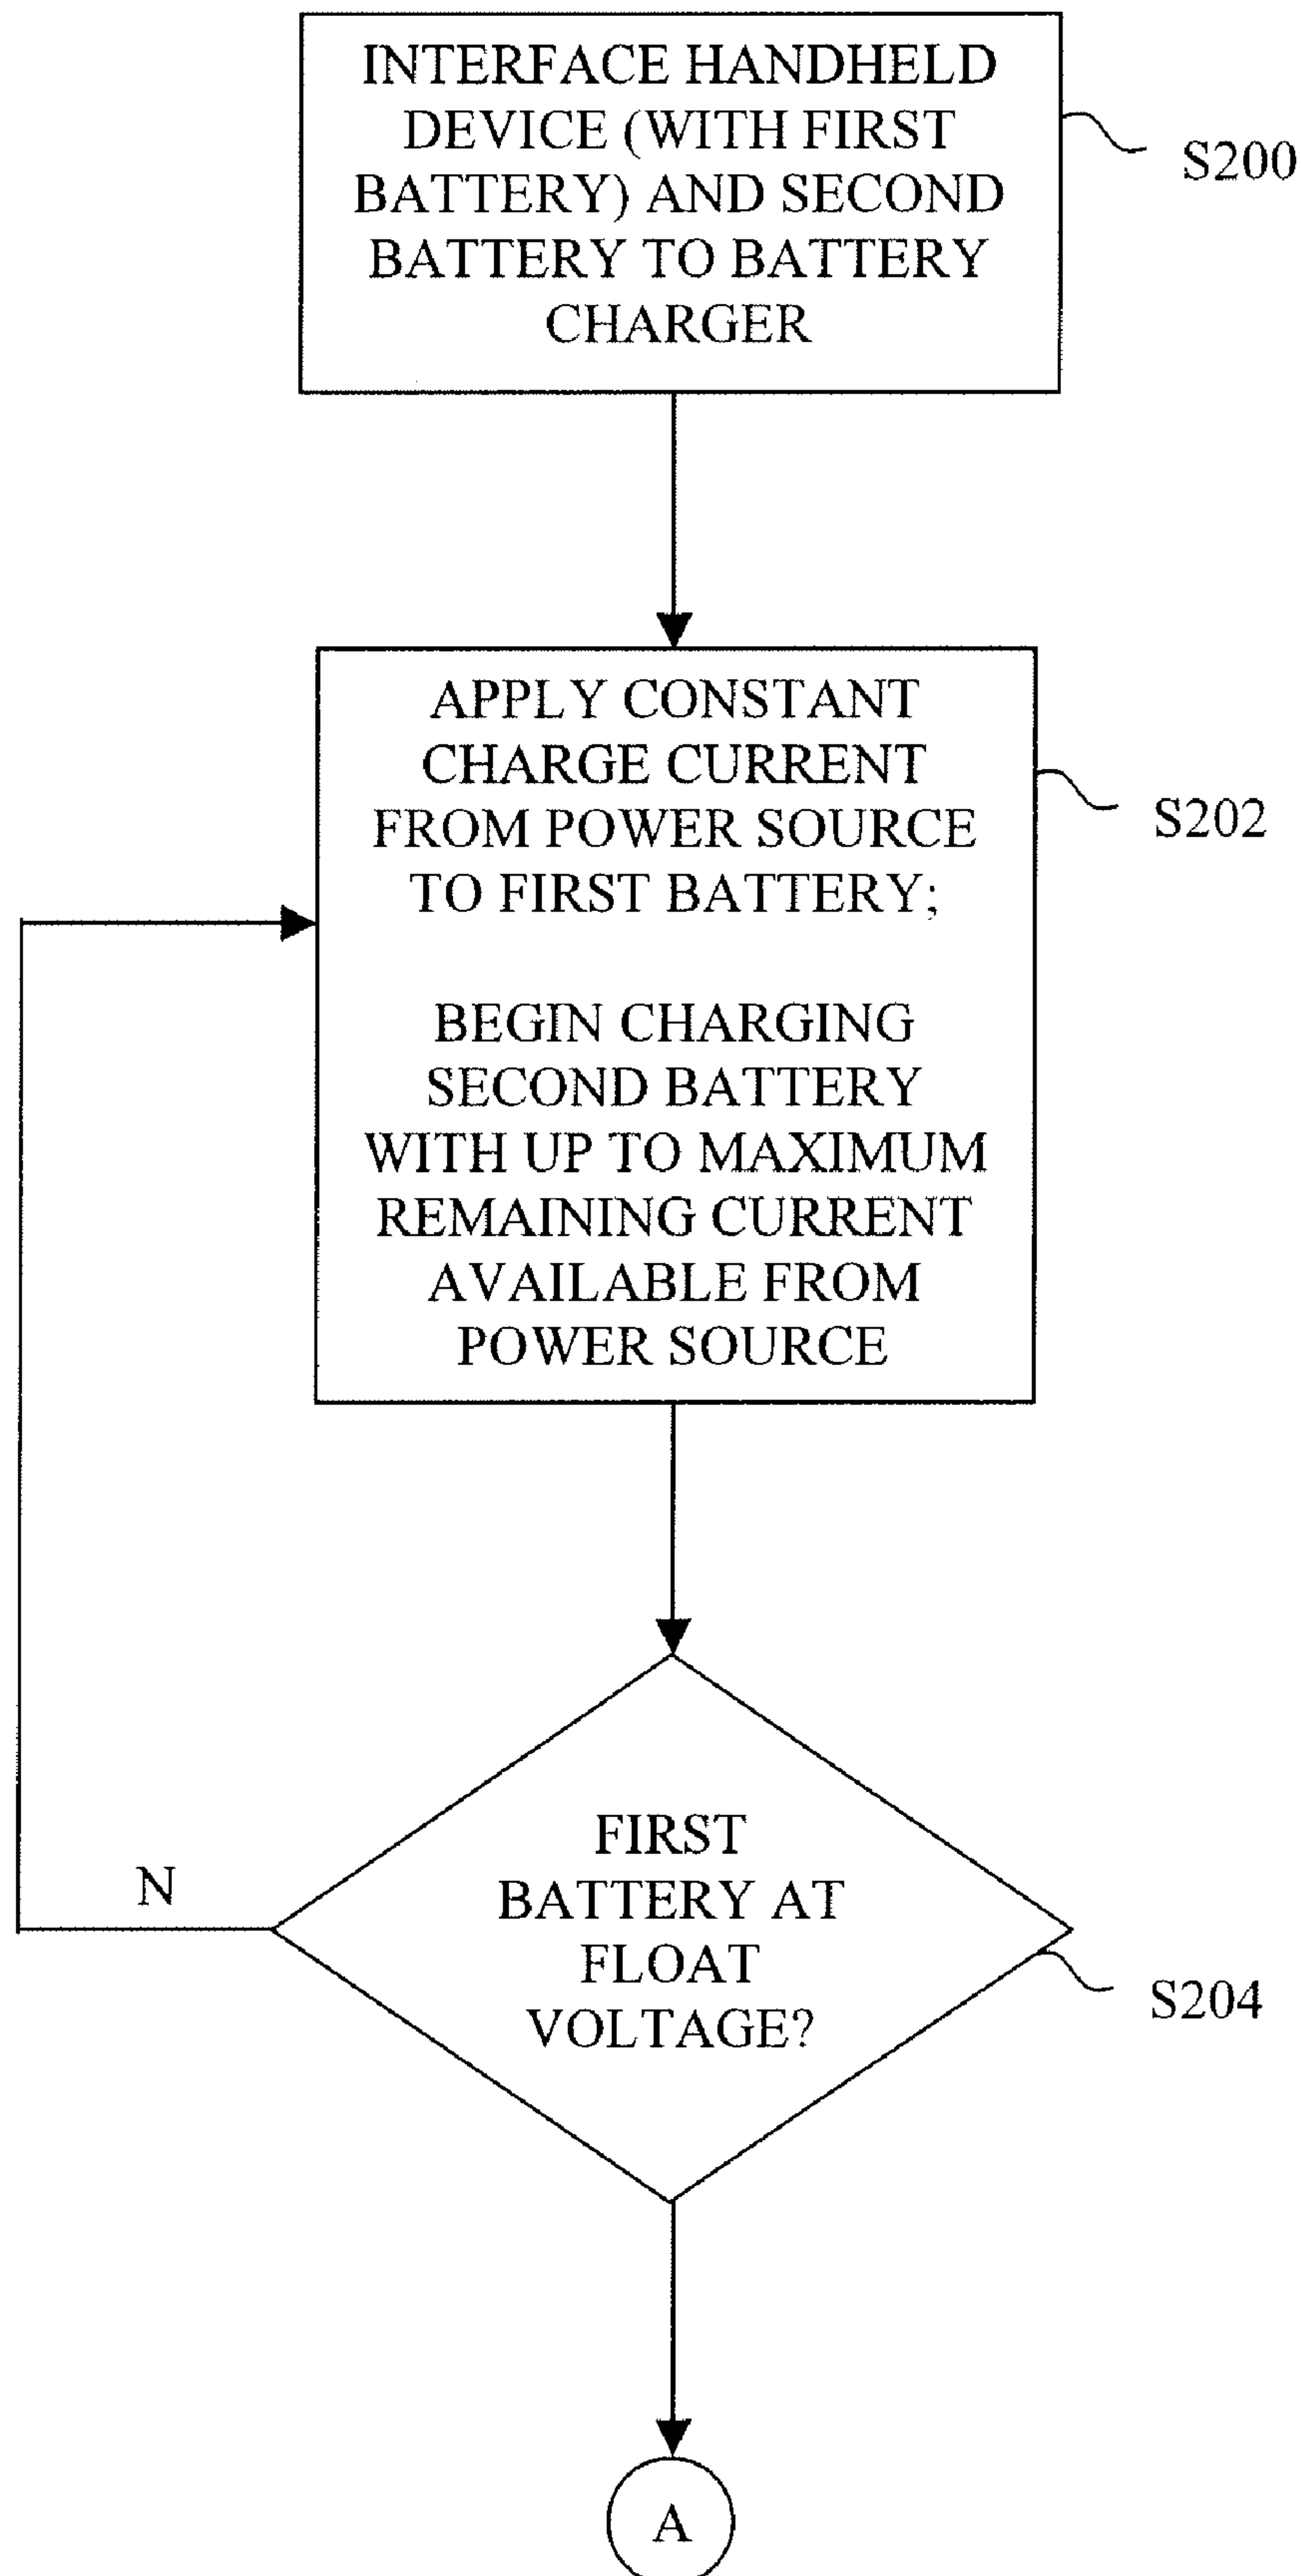 INTERFACE HANDHELD
DEVICE (WITH FIRST
BATTERY) AND SECOND
BATTERY TO BATTERY
CHARGER
S200
APPLY CONSTANT
CHARGE CURRENT
FROM POWER SOURCE
TO FIRST BATTERY;
BEGIN CHARGING
SECOND BATTERY
WITH UP TO MAXIMUM
REMAINING CURRENT
AVAILABLE FROM
POWER SOURCE
S202
FIRST
BATTERY AT
FLOAT
VOLTAGE?
N
S204
A